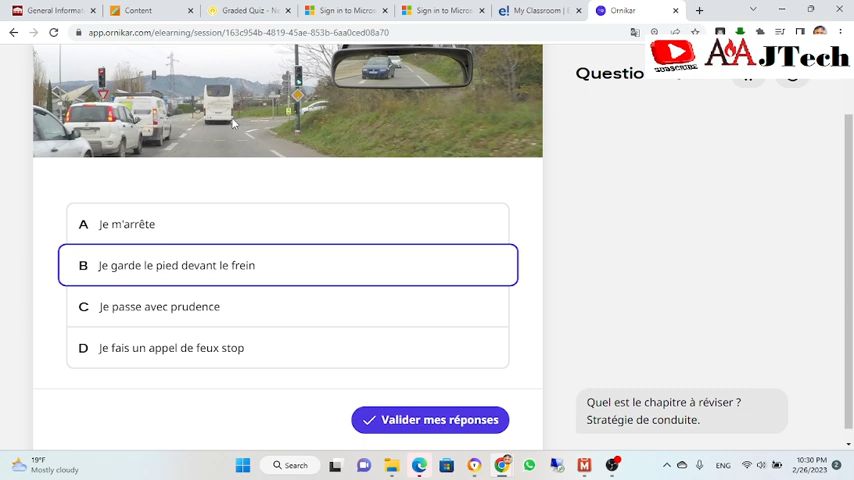 General Informat
Content
Graded Quiz - Ne
Sign in to Micros
Sign in to Micros
My Classroom | E
Ornikar
app.ornikar.com/elearning/session/163c954b-4819-45ae-853b-6aa0ced08a70
SUBSCRIBE
AAJTech
Questio
A Je m'arrête
B Je garde le pied devant le frein
C Je passe avec prudence
D Je fais un appel de feux stop
Valider mes réponses
Quel est le chapitre à réviser ?
Stratégie de conduite.
19°F
Mostly cloudy
Search
ENG
10:30 PM
2/26/2023